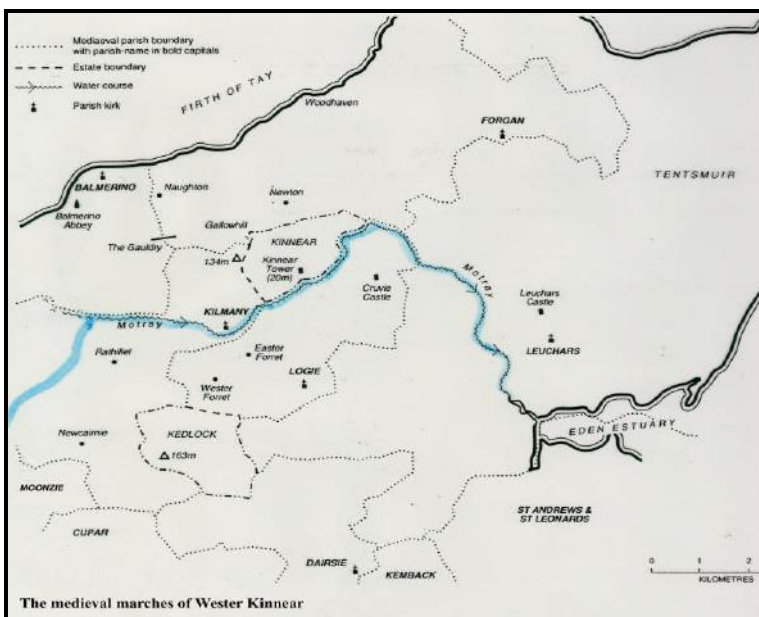 Mediaeval parish boundary
with parish-name in bold capitals
Estate boundary
Water course
Parish kirk
FIRTH OF TAY
Woodhaven
FORGAN
TENTSMUIR
BALMERINO
Naughton
Newton
Balmerino
Abbey
Gallowhill
The Gauldry
134m
KINNEAR
Kinnear
Tower
(20m)
Cruvie
Castle
Motray
Leuchars
Castle
Motray
KILMANY
LEUCHARS
Rathillet
Easter
Forret
Wester
Forret
LOGIE
Newcairnie
KEDLOCK
163m
EDEN ESTUARY
MOONZIE
CUPAR
ST ANDREWS &
ST LEONARDS
DAIRSIE
KEMBACK
0 1 2
KILOMETRES
The medieval marches of Wester Kinnear